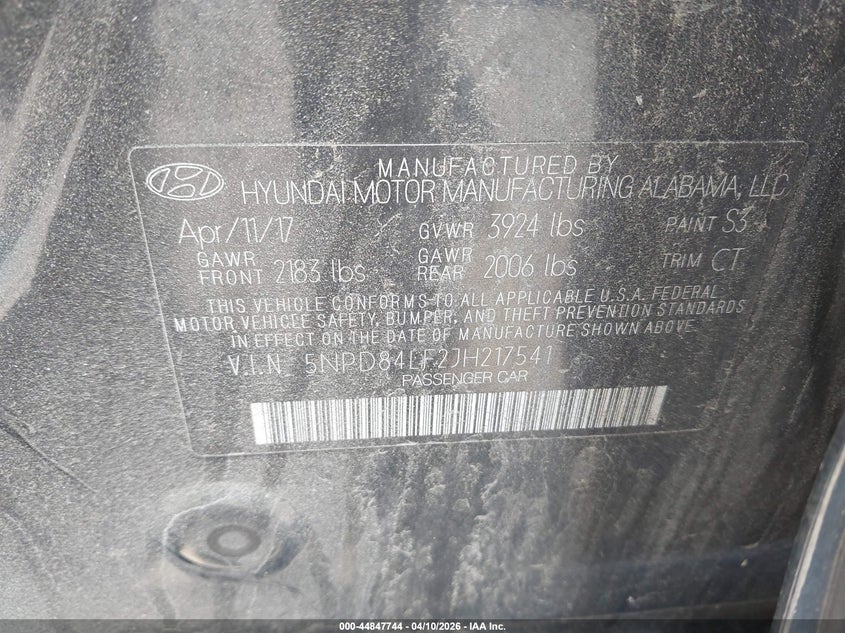 MANUFACTURED BY
HYUNDAI MOTOR MANUFACTURING ALABAMA, LLC
Apr/11/17 GVWR 3924 lbs PAINT S3
GAWR FRONT 2183 lbs GAWR REAR 2006 lbs TRIM CT
THIS VEHICLE CONFORMS TO ALL APPLICABLE U.S.A. FEDERAL
MOTOR VEHICLE SAFETY, BUMPER, AND THEFT PREVENTION STANDARDS
IN EFFECT ON THE DATE OF MANUFACTURE SHOWN ABOVE
V.I.N 5NPD84LF2JH217541
PASSENGER CAR
000-44847744 - 04/10/2026 - IAA Inc.